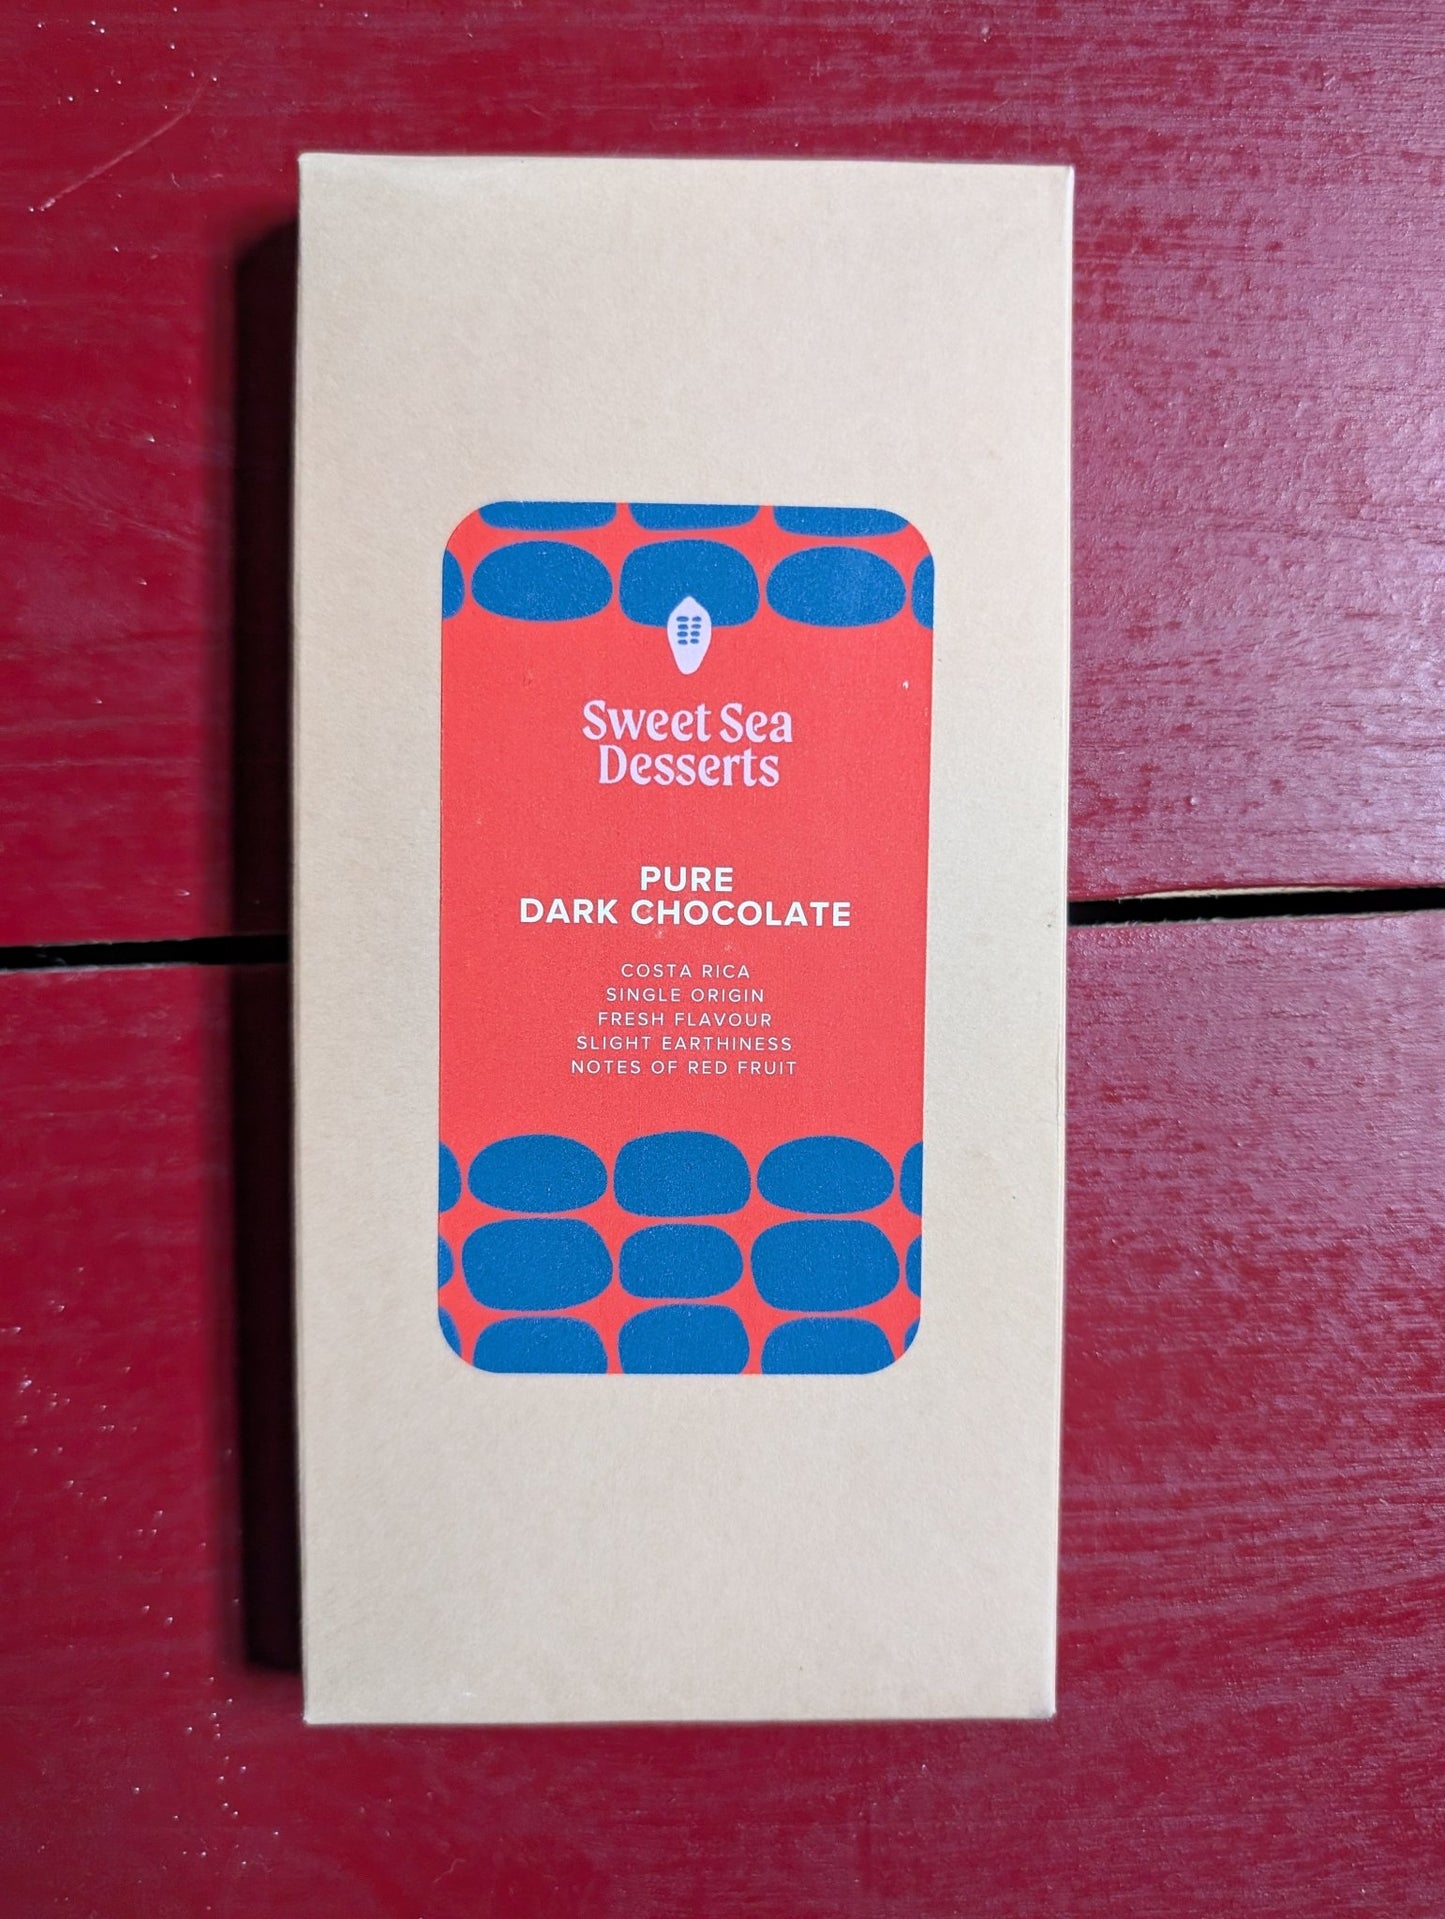 Sweet Sea
Desserts
PURE
DARK CHOCOLATE
COSTA RICA
SINGLE ORIGIN
FRESH FLAVOUR
SLIGHT EARTHINESS
NOTES OF RED FRUIT